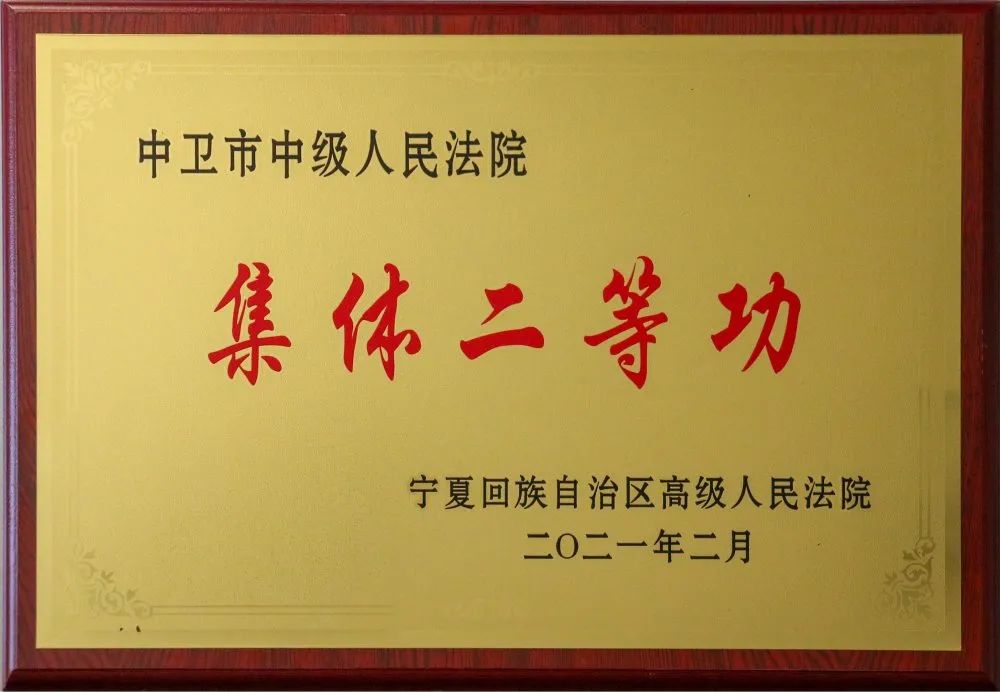 中卫市中级人民法院
集体二等功
宁夏回族自治区高级人民法院
二〇二一年二月